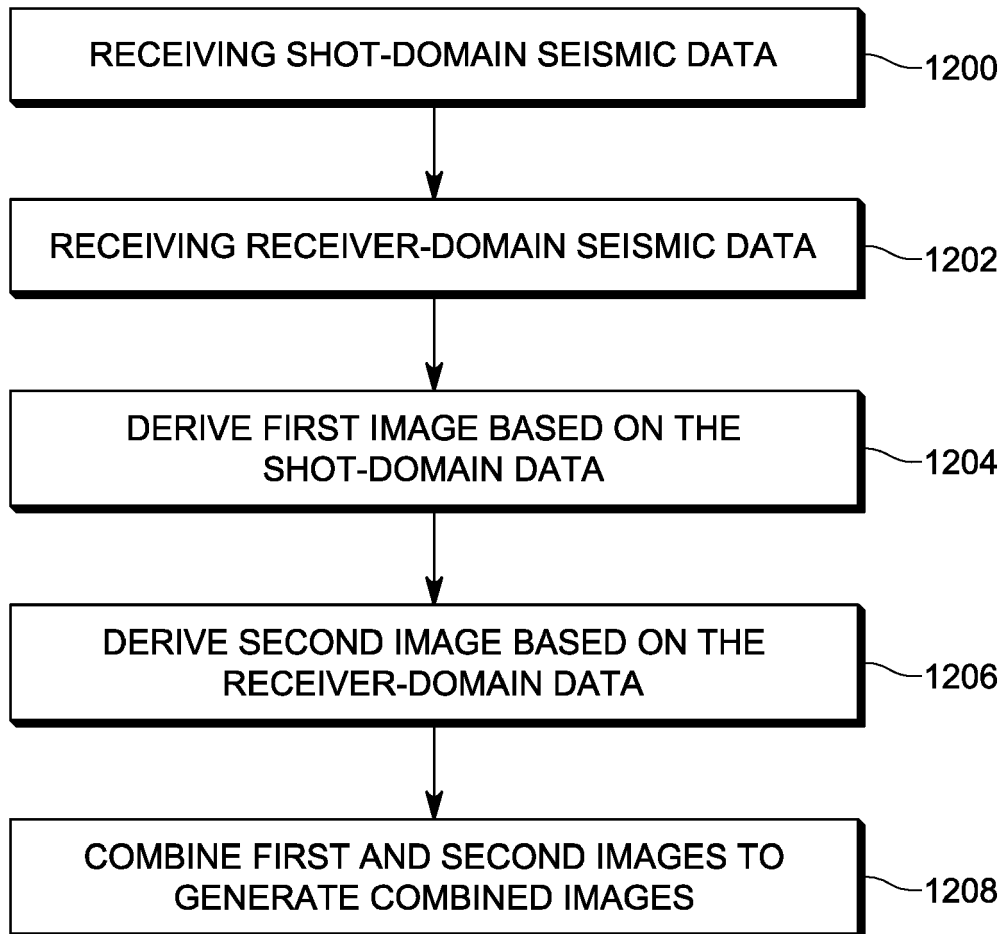 RECEIVING SHOT-DOMAIN SEISMIC DATA
1200
RECEIVING RECEIVER-DOMAIN SEISMIC DATA
1202
DERIVE FIRST IMAGE BASED ON THE
SHOT-DOMAIN DATA
1204
DERIVE SECOND IMAGE BASED ON THE
RECEIVER-DOMAIN DATA
1206
COMBINE FIRST AND SECOND IMAGES TO
GENERATE COMBINED IMAGES
1208